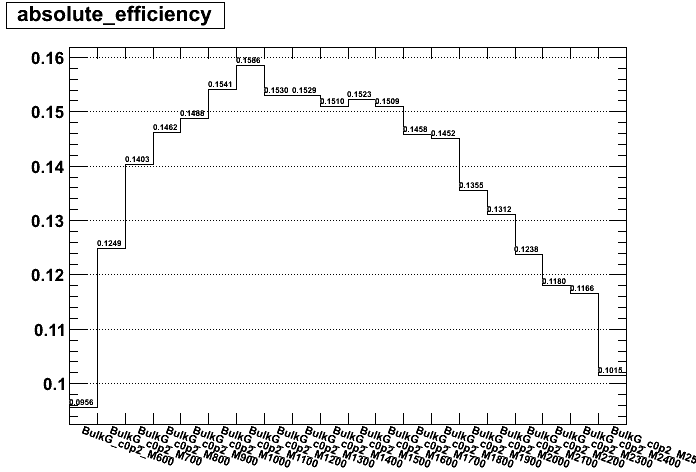 absolute_efficiency
0.16
0.15
0.14
0.13
0.12
0.11
0.1
0.0956
0.1249
0.1403
0.1462
0.1488
0.1541
0.1586
0.1530
0.1529
0.1510
0.1523
0.1509
0.1458
0.1452
0.1355
0.1312
0.1238
0.1180
0.1166
0.1015
BulkG_c0p2_M600
BulkG_c0p2_M700
BulkG_c0p2_M800
BulkG_c0p2_M900
BulkG_c0p2_M1000
BulkG_c0p2_M1100
BulkG_c0p2_M1200
BulkG_c0p2_M1300
BulkG_c0p2_M1400
BulkG_c0p2_M1500
BulkG_c0p2_M1600
BulkG_c0p2_M1700
BulkG_c0p2_M1800
BulkG_c0p2_M1900
BulkG_c0p2_M2000
BulkG_c0p2_M2100
BulkG_c0p2_M2200
BulkG_c0p2_M2300
BulkG_c0p2_M2400
BulkG_c0p2_M25